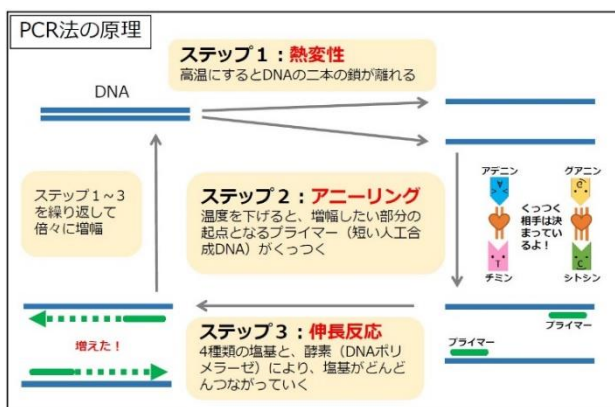 PCR法の原理
ステップ１：熱変性
高温にするとDNAの二本の鎖が離れる
DNA
ステップ２：アニーリング
温度を下げると、増幅したい部分の
起点となるプライマー（短い人工合
成DNA）がくっつく
アデニン
グアニン
A
G
くっつく
相手は決
まってい
るよ！
T
C
チミン
シトシン
ステップ１～３
を繰り返して
倍々に増幅
ステップ３：伸長反応
4種類の塩基と、酵素（DNAポリ
メラーゼ）により、塩基がどんど
んつながっていく
増えた！
プライマー
プライマー